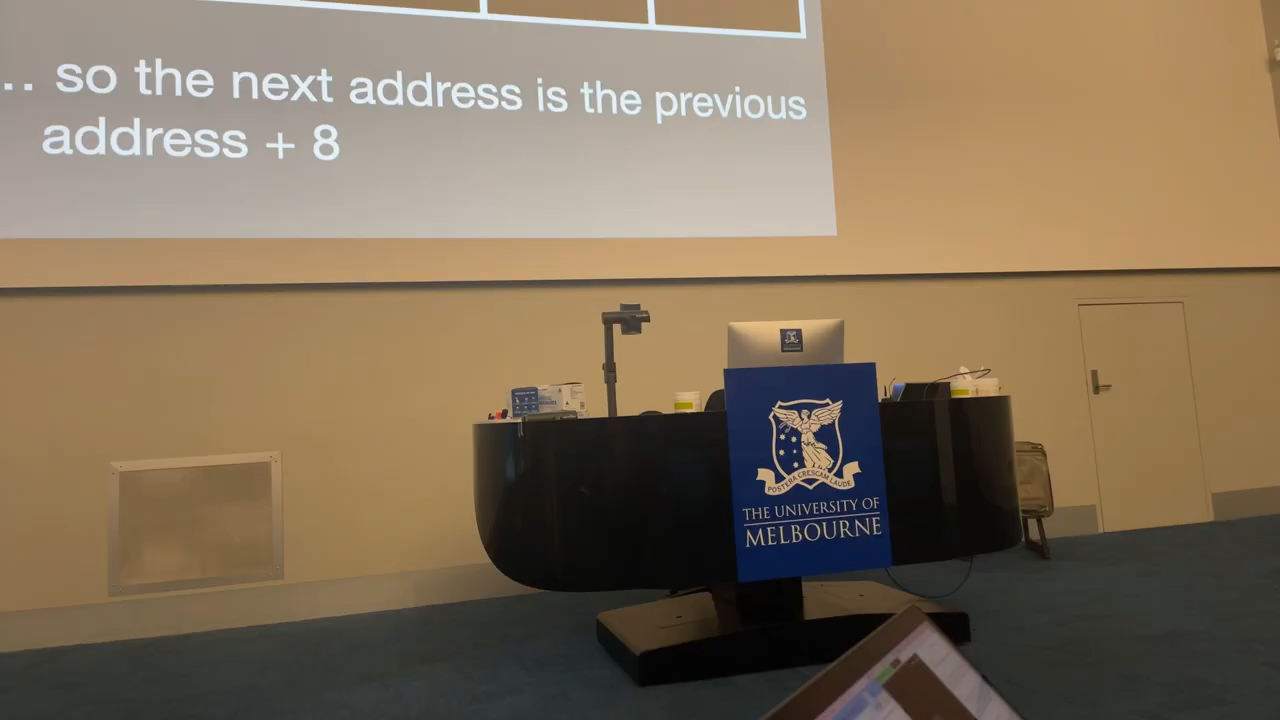 .. so the next address is the previous
address + 8
POSTERA CRESCAM LAUDE
THE UNIVERSITY OF
MELBOURNE